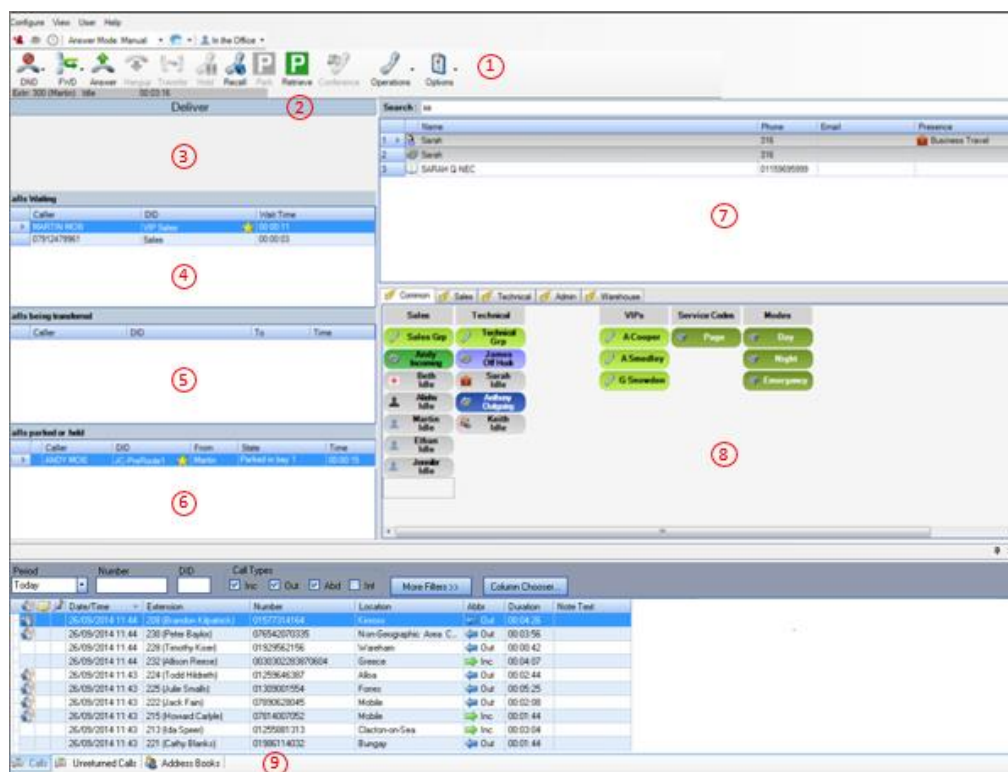 Configure View User Help
Answer Mode: Manual In the Office
DND FWD Answer Hangup Transfer Hold Recall Park Retrieve Conference Operations Options
①
Extn: 300 (Martin) Idle 00:03:16
②
Deliver
③
Search
Name Phone Email Presence
1 Sarah 316 Business Travel
2 Sarah 316
3 SARAH G NEC 01159695999
⑦
alls Waiting
Caller DID Wait Time
MARTIN MOB VIP Sales 00:00:11
07912479961 Sales 00:00:03
④
alls being transferred
Caller DID To Time
⑤
alls parked or held
Caller DID From State Time
ANDY MOB Martin Parked in bay 1 00:00:15
⑥
Common Sales Technical Admin Warehouse
Sales Technical VIPs Service Codes Modes
Sales Grp Technical Grp A Cooper Page Day
Andy Incoming James Off Hook A Smedley Night
Beth Idle Sarah Idle G Snowdon Emergency
Idle Anthony Outgoing
Martin Idle Keith Idle
Ethan Idle
Jennifer Idle
⑧
Period Number DID Call Types
Today Inc Out Abd Int More Filters >> Column Chooser...
Date/Time Extension Number Location Abbr Duration Note Text
26/09/2014 11:44 209 (Brandon Kilpatrick) 01577314164 Kinross Out 00:04:26
26/09/2014 11:44 230 (Peter Baylor) 076542070335 Non-Geographic Area C... Out 00:03:56
26/09/2014 11:44 228 (Timothy Kiser) 01929562156 Wareham Out 00:00:42
26/09/2014 11:44 232 (Allison Reese) 0030302283870604 Greece Inc 00:04:07
26/09/2014 11:43 224 (Todd Hildreth) 01259646387 Alloa Out 00:02:44
26/09/2014 11:43 225 (Julie Smalls) 01309001554 Forres Out 00:05:25
26/09/2014 11:43 222 (Jack Fain) 07890628045 Mobile Out 00:02:08
26/09/2014 11:43 215 (Howard Carlyle) 07814007052 Mobile Inc 00:01:44
26/09/2014 11:43 213 (Ida Speer) 01255881313 Clacton-on-Sea Inc 00:03:04
26/09/2014 11:43 221 (Cathy Blanks) 01986114032 Bungay Out 00:01:44
Calls Unreturned Calls Address Books
⑨